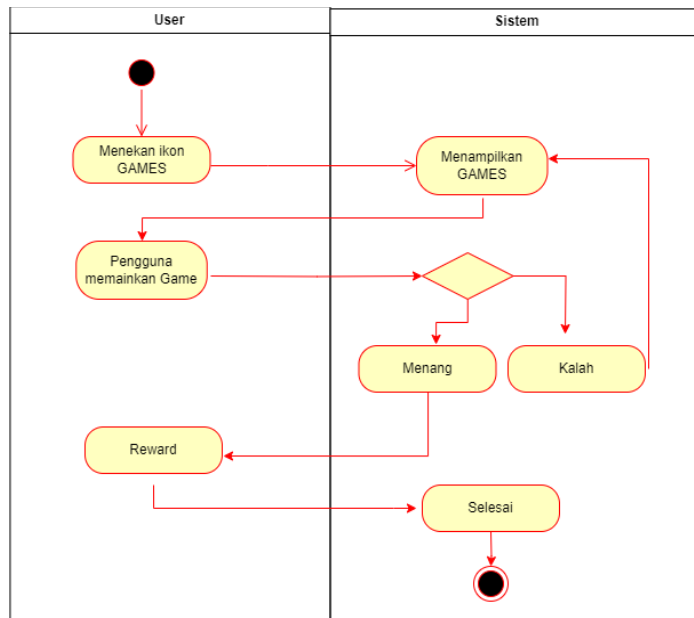 User
Sistem
Menekan ikon
GAMES
Menampilkan
GAMES
Pengguna
memainkan Game
Menang
Kalah
Reward
Selesai